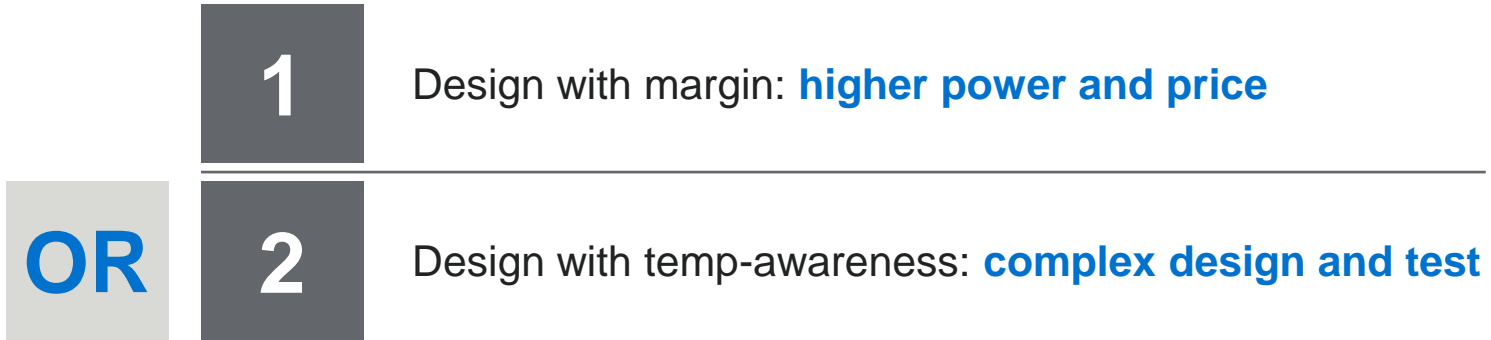 1
Design with margin: higher power and price
OR
2
Design with temp-awareness: complex design and test